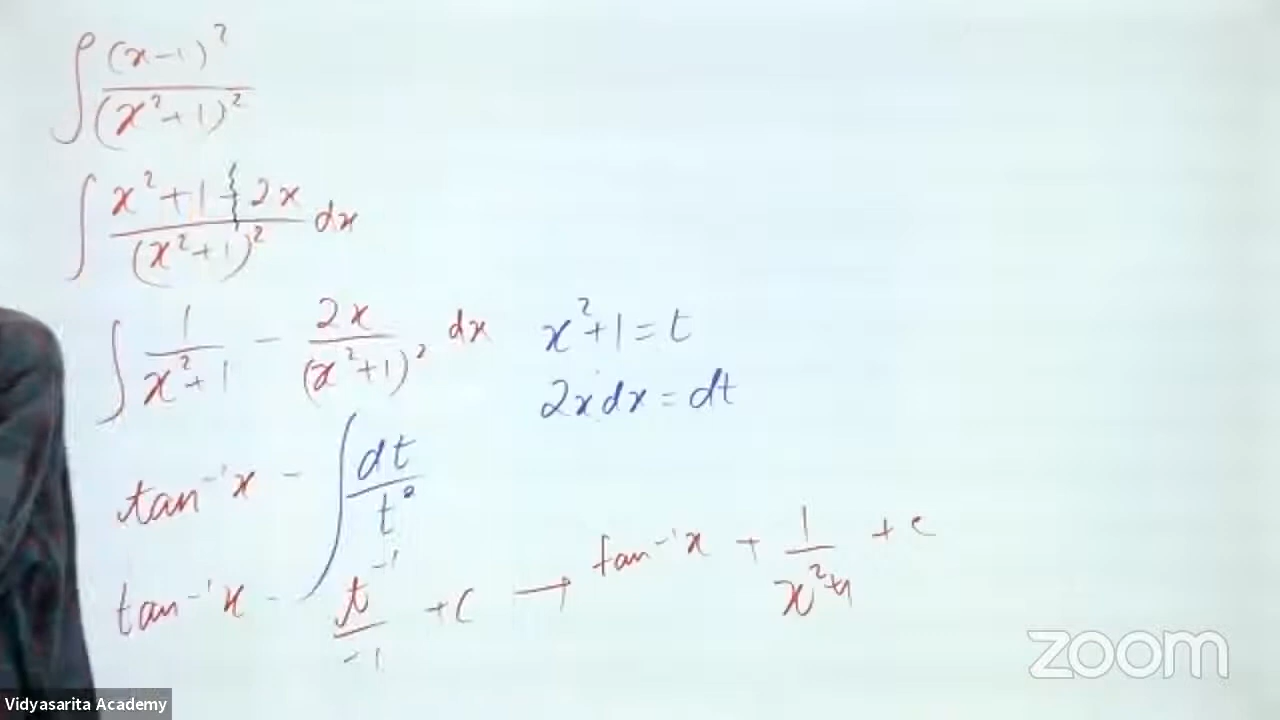 ∫ (x-1)² / (x²+1)²
∫ (x²+1-2x) / (x²+1)² dx
∫ 1 / (x²+1) - 2x / (x²+1)² dx
x²+1 = t
2x dx = dt
tan⁻¹x - ∫ dt / t²
tan⁻¹x - t⁻¹ / -1 + c → tan⁻¹x + 1 / (x²+1) + c
zoom
Vidyasarita Academy